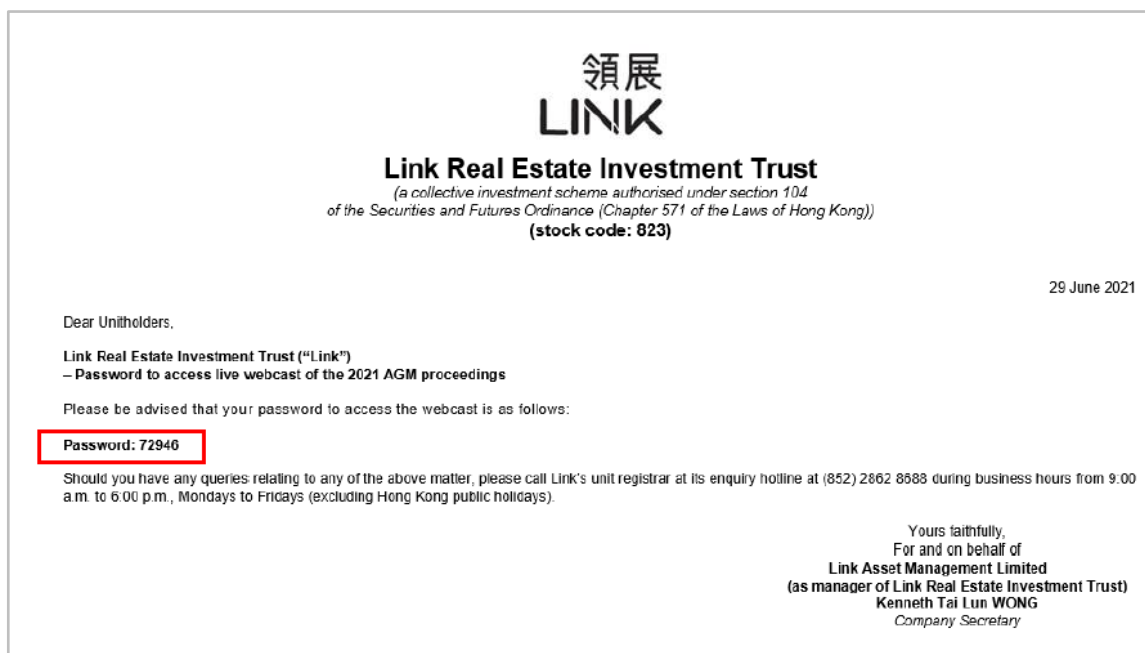 領展
LINK
Link Real Estate Investment Trust
(a collective investment scheme authorised under section 104
of the Securities and Futures Ordinance (Chapter 571 of the Laws of Hong Kong))
(stock code: 823)
29 June 2021
Dear Unitholders,
Link Real Estate Investment Trust (“Link”)
– Password to access live webcast of the 2021 AGM proceedings
Please be advised that your password to access the webcast is as follows:
Password: 72946
Should you have any queries relating to any of the above matter, please call Link's unit registrar at its enquiry hotline at (852) 2862 8688 during business hours from 9:00
a.m. to 6:00 p.m., Mondays to Fridays (excluding Hong Kong public holidays).
Yours faithfully,
For and on behalf of
Link Asset Management Limited
(as manager of Link Real Estate Investment Trust)
Kenneth Tai Lun WONG
Company Secretary